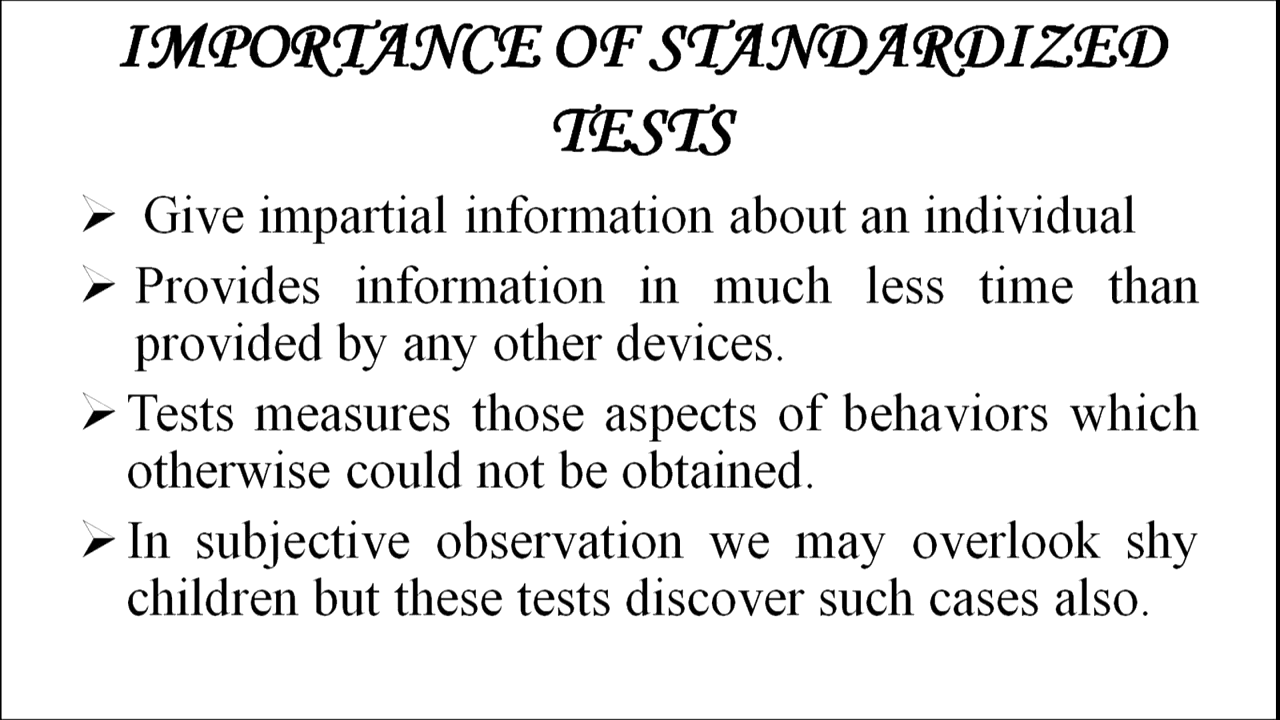 IMPORTANCE OF STANDARDIZED
TESTS
➢ Give impartial information about an individual
➢ Provides information in much less time than
provided by any other devices.
➢ Tests measures those aspects of behaviors which
otherwise could not be obtained.
➢ In subjective observation we may overlook shy
children but these tests discover such cases also.